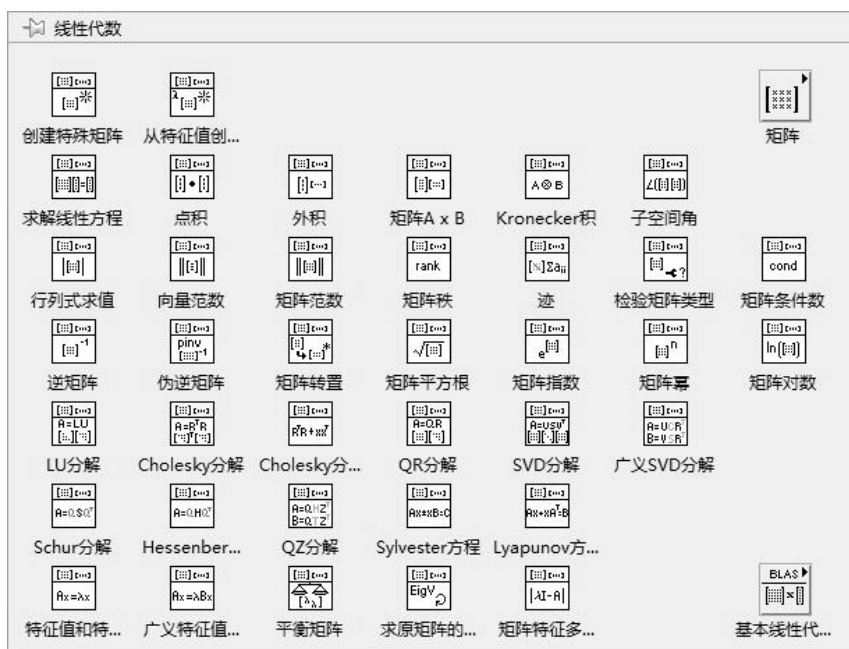 线性代数
创建特殊矩阵 从特征值创... 矩阵
求解线性方程 点积 外积 矩阵A x B Kronecker积 子空间角
rank cond
行列式求值 向量范数 矩阵范数 矩阵秩 迹 检验矩阵类型 矩阵条件数
逆矩阵 伪逆矩阵 矩阵转置 矩阵平方根 矩阵指数 矩阵幂 矩阵对数
LU分解 Cholesky分解 Cholesky分... QR分解 SVD分解 广义SVD分解
Schur分解 Hessenber... QZ分解 Sylvester方程 Lyapunov方...
BLAS
特征值和特... 广义特征值... 平衡矩阵 求原矩阵的... 矩阵特征多... 基本线性代...